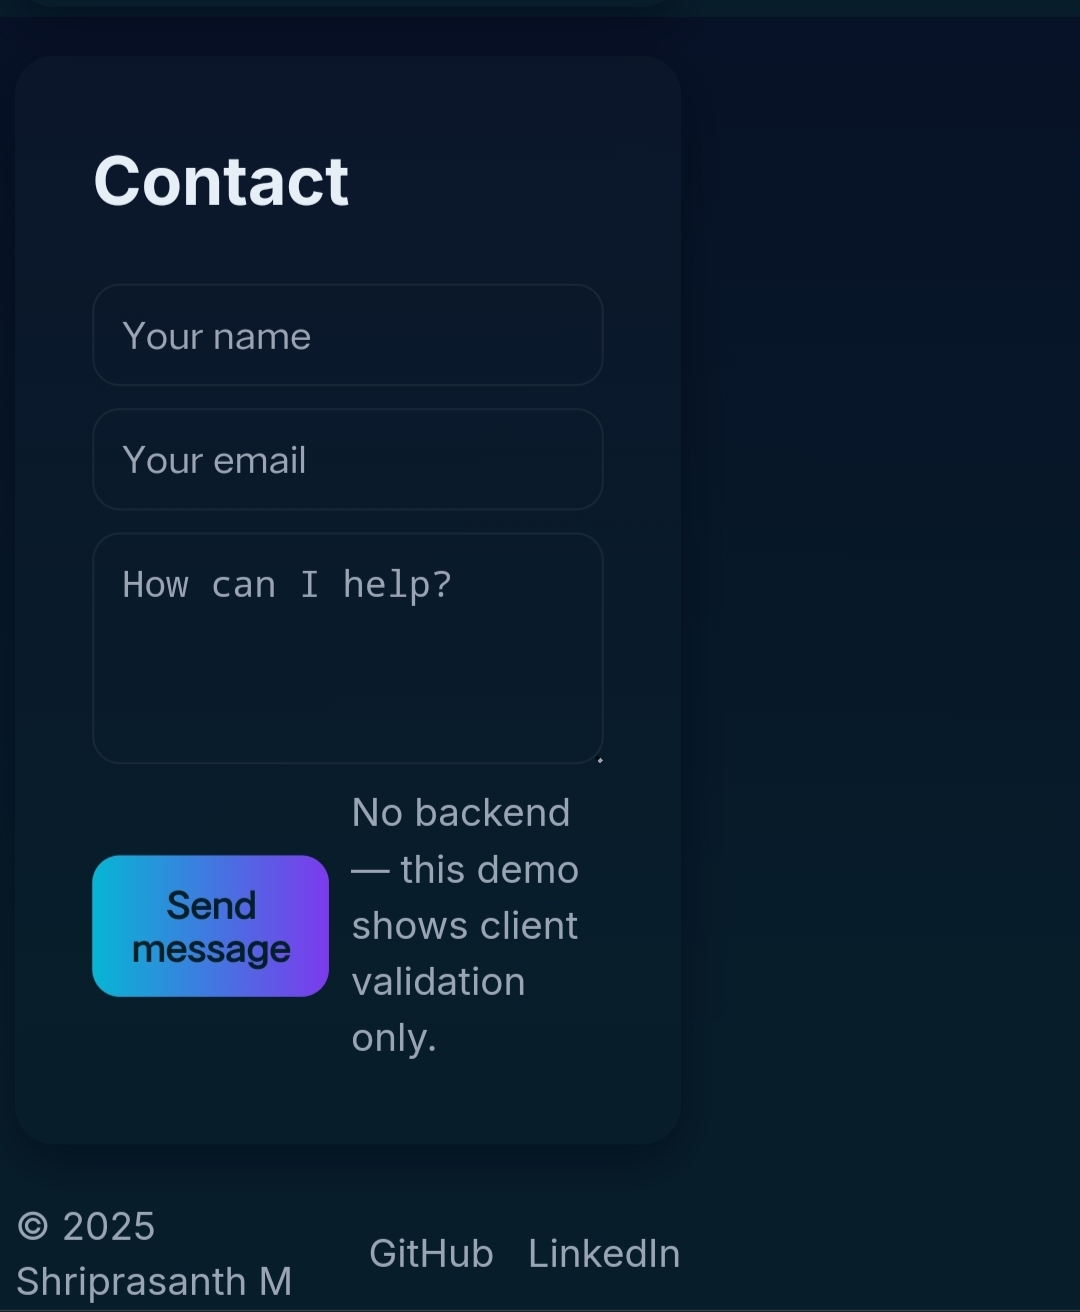 Contact
Your name
Your email
How can I help?
Send
message
No backend
— this demo
shows client
validation
only.
© 2025
Shriprasanth M
GitHub LinkedIn